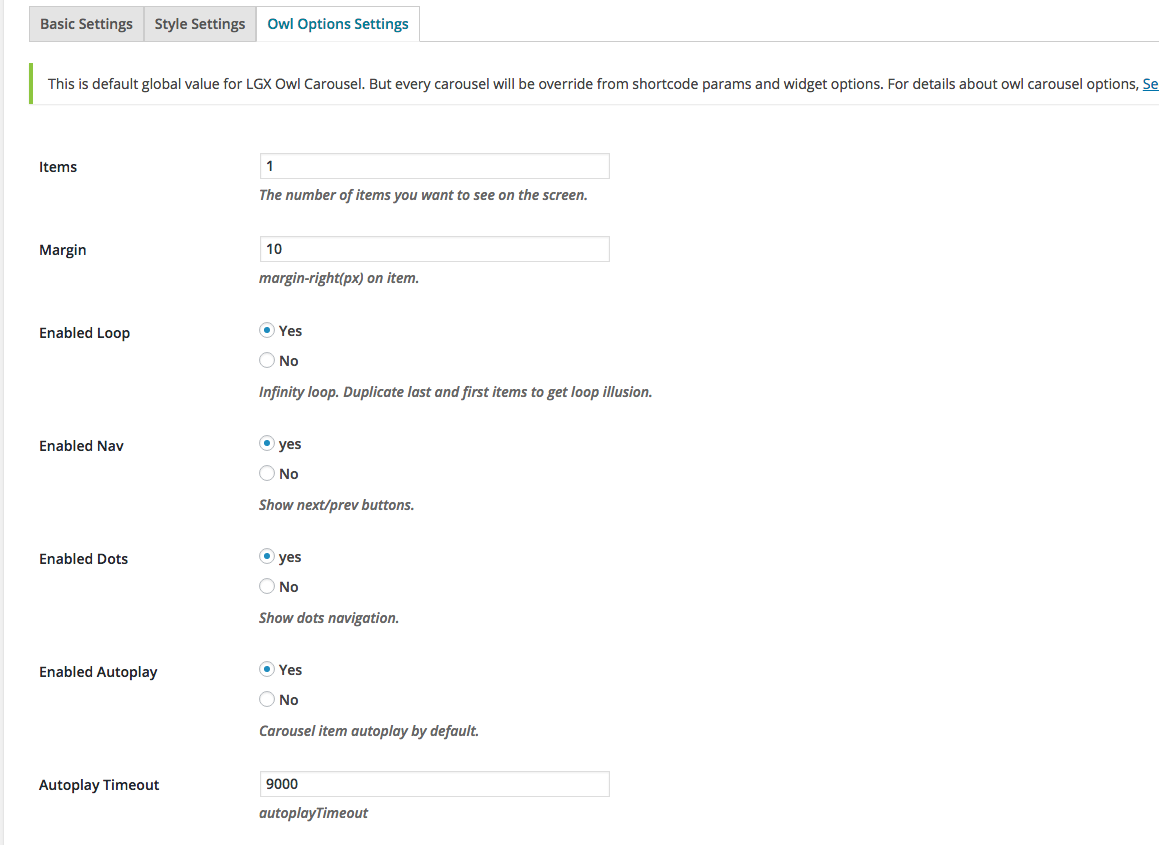 Basic Settings Style Settings Owl Options Settings
This is default global value for LGX Owl Carousel. But every carousel will be override from shortcode params and widget options. For details about owl carousel options, Se
Items 1
The number of items you want to see on the screen.
Margin 10
margin-right(px) on item.
Enabled Loop Yes
No
Infinity loop. Duplicate last and first items to get loop illusion.
Enabled Nav yes
No
Show next/prev buttons.
Enabled Dots yes
No
Show dots navigation.
Enabled Autoplay Yes
No
Carousel item autoplay by default.
Autoplay Timeout 9000
autoplayTimeout